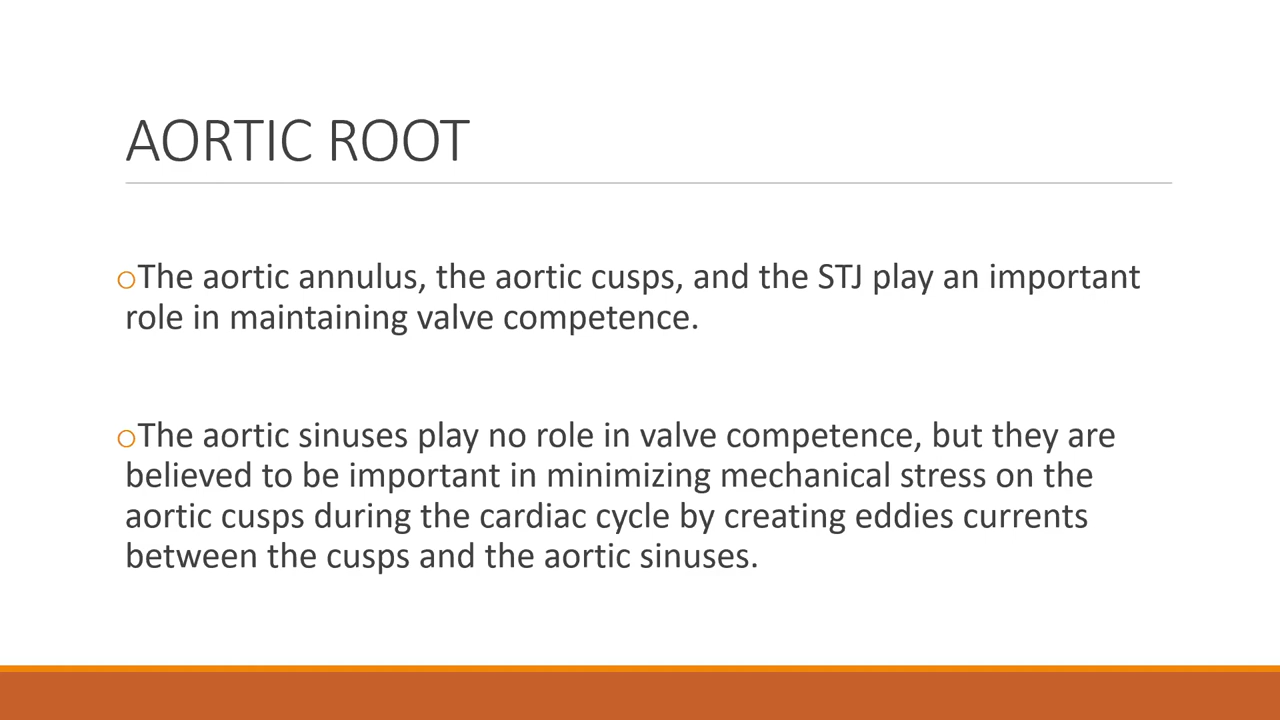 AORTIC ROOT
oThe aortic annulus, the aortic cusps, and the STJ play an important
role in maintaining valve competence.
oThe aortic sinuses play no role in valve competence, but they are
believed to be important in minimizing mechanical stress on the
aortic cusps during the cardiac cycle by creating eddies currents
between the cusps and the aortic sinuses.